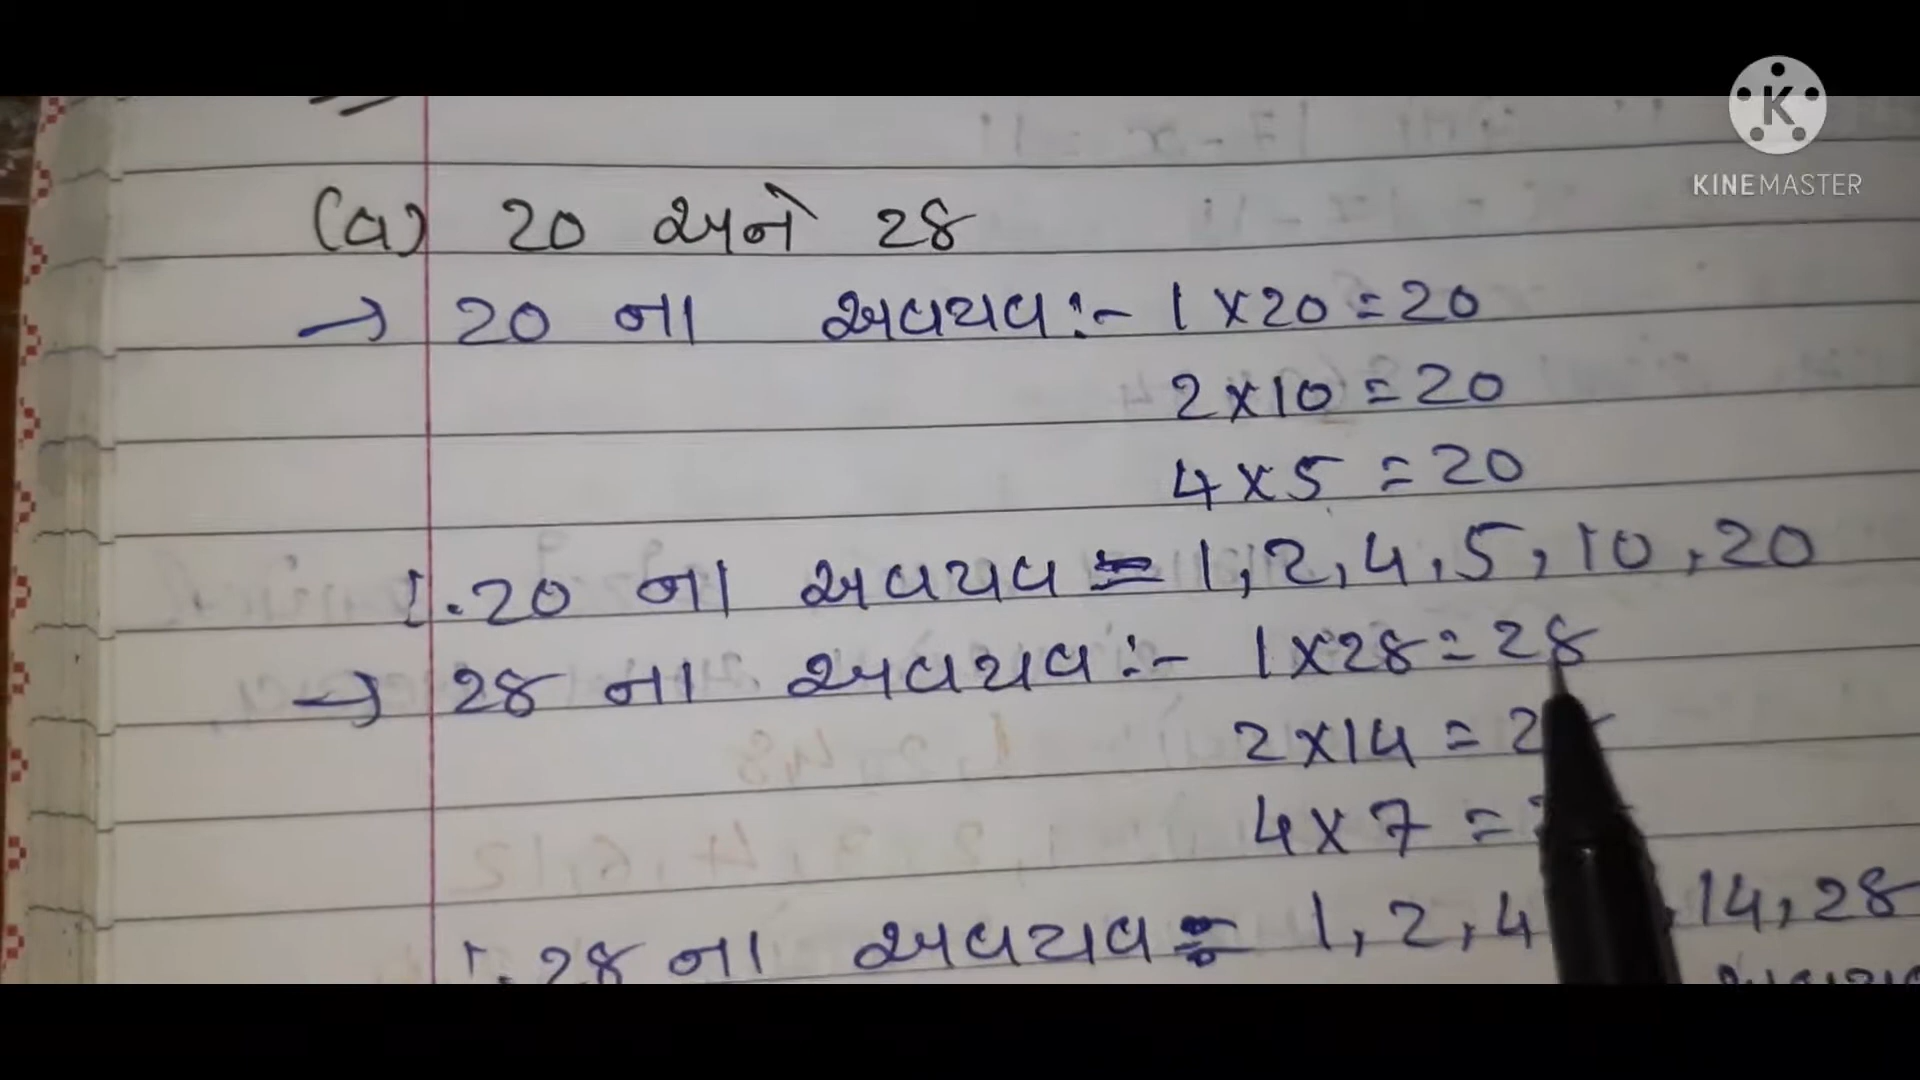 KINEMASTER
(a) 20 અને 28
→ 20 ના અવયવ :- 1 × 20 = 20
2 × 10 = 20
4 × 5 = 20
20 ના અવયવ = 1, 2, 4, 5, 10, 20
→ 28 ના અવયવ :- 1 × 28 = 28
2 × 14 = 2
4 × 7 =
28 ના અવયવ = 1, 2, 4 , 14, 28